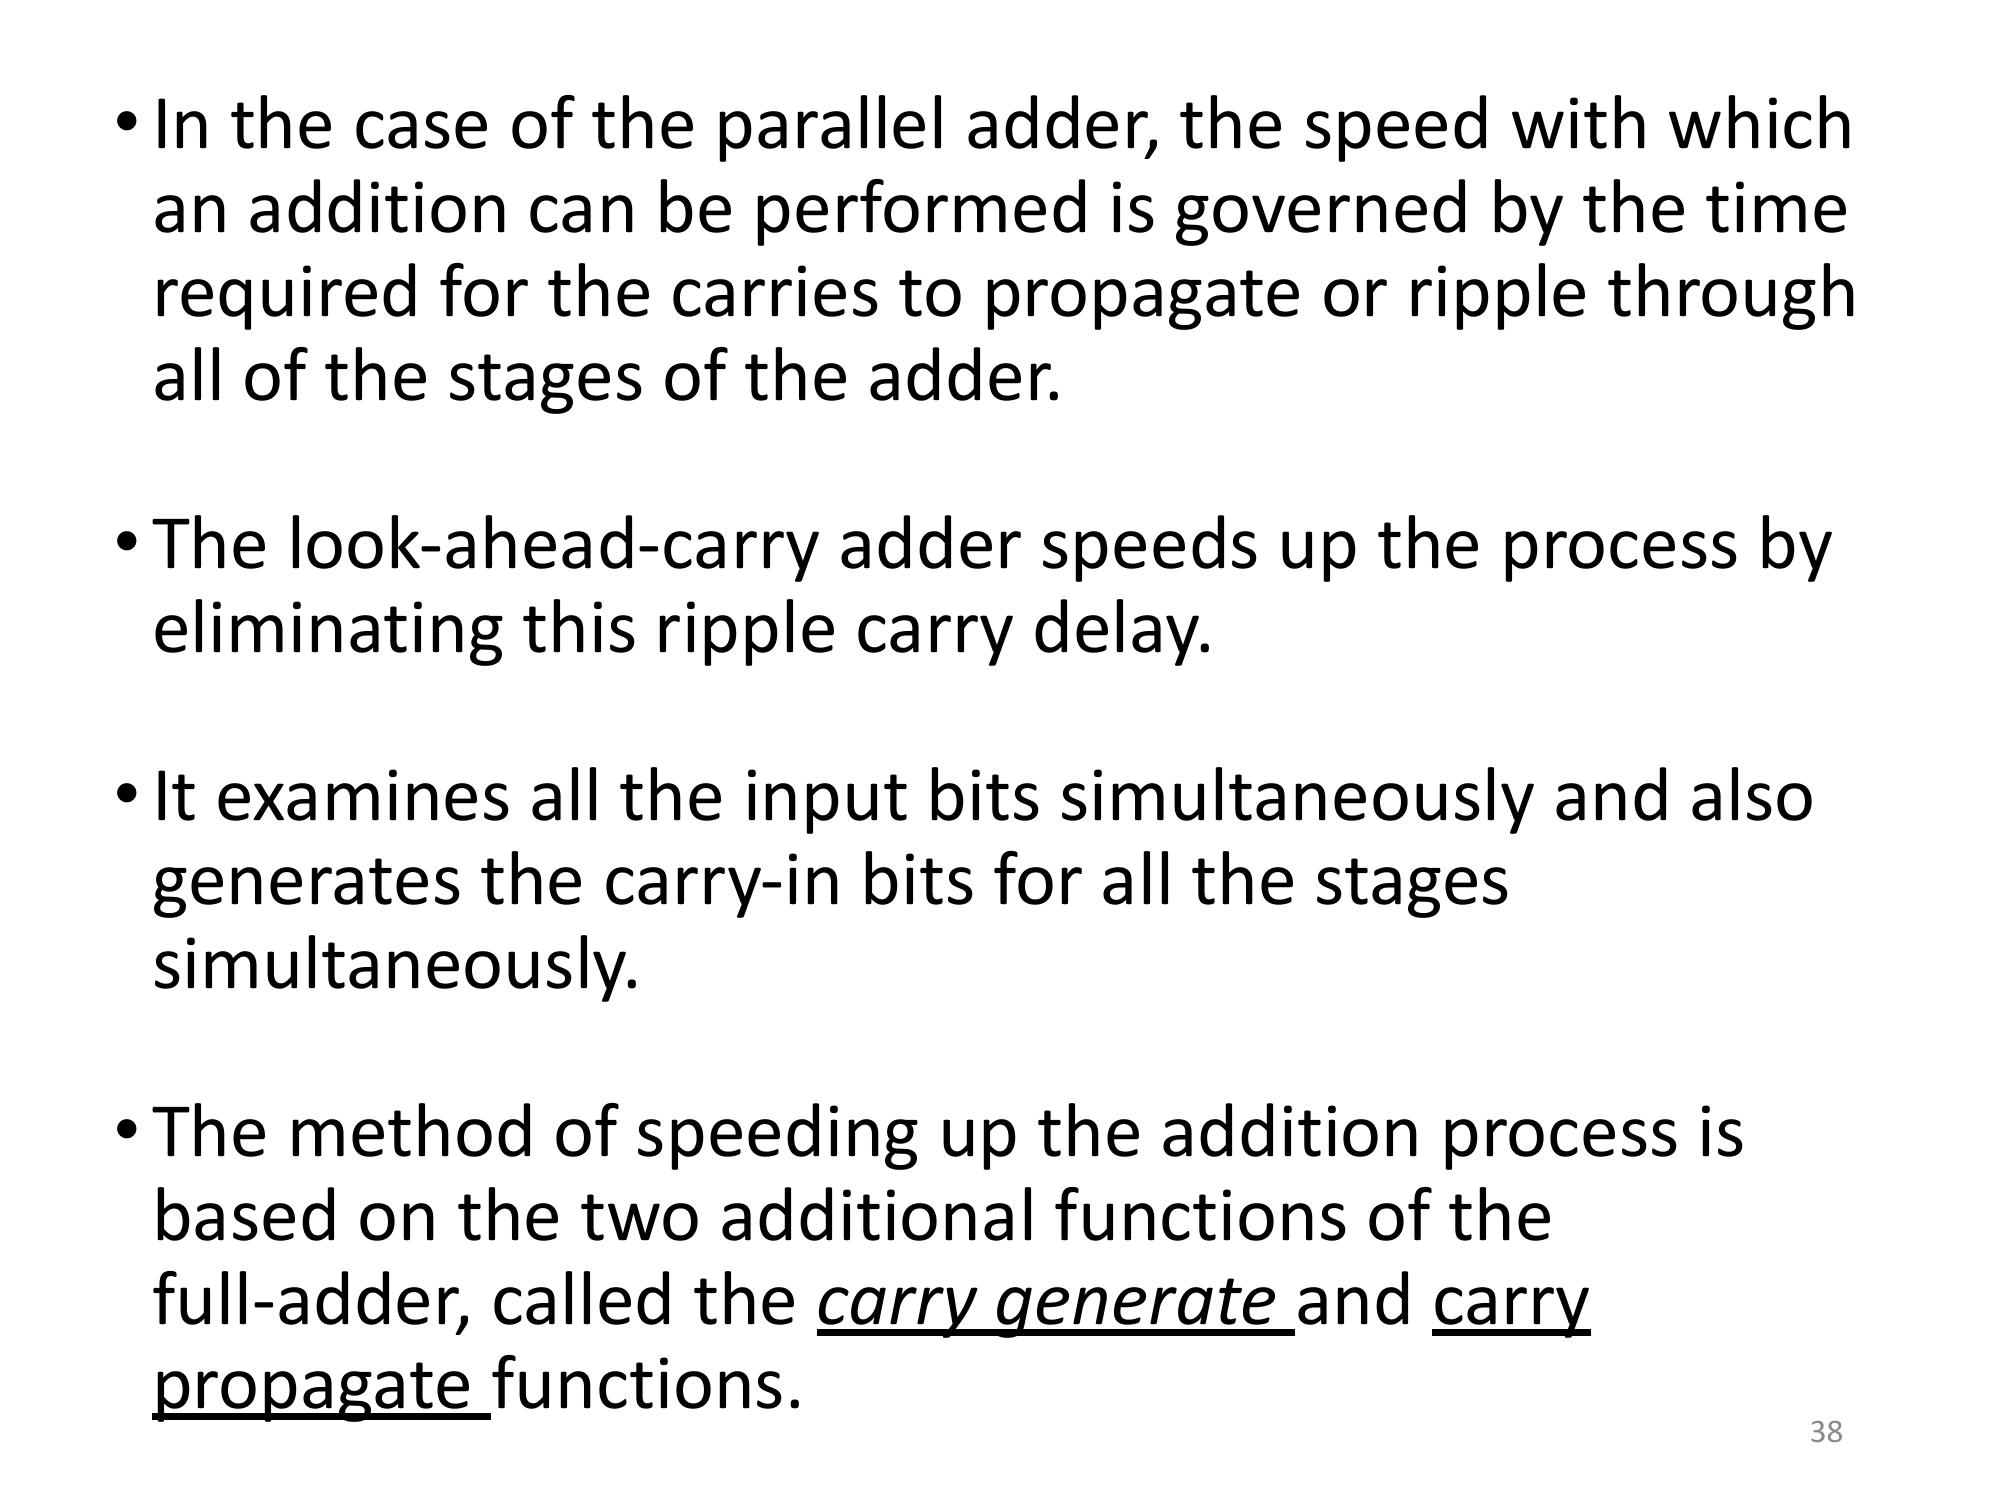 • In the case of the parallel adder, the speed with which
an addition can be performed is governed by the time
required for the carries to propagate or ripple through
all of the stages of the adder.
• The look-ahead-carry adder speeds up the process by
eliminating this ripple carry delay.
• It examines all the input bits simultaneously and also
generates the carry-in bits for all the stages
simultaneously.
• The method of speeding up the addition process is
based on the two additional functions of the
full-adder, called the carry generate and carry
propagate functions.
38